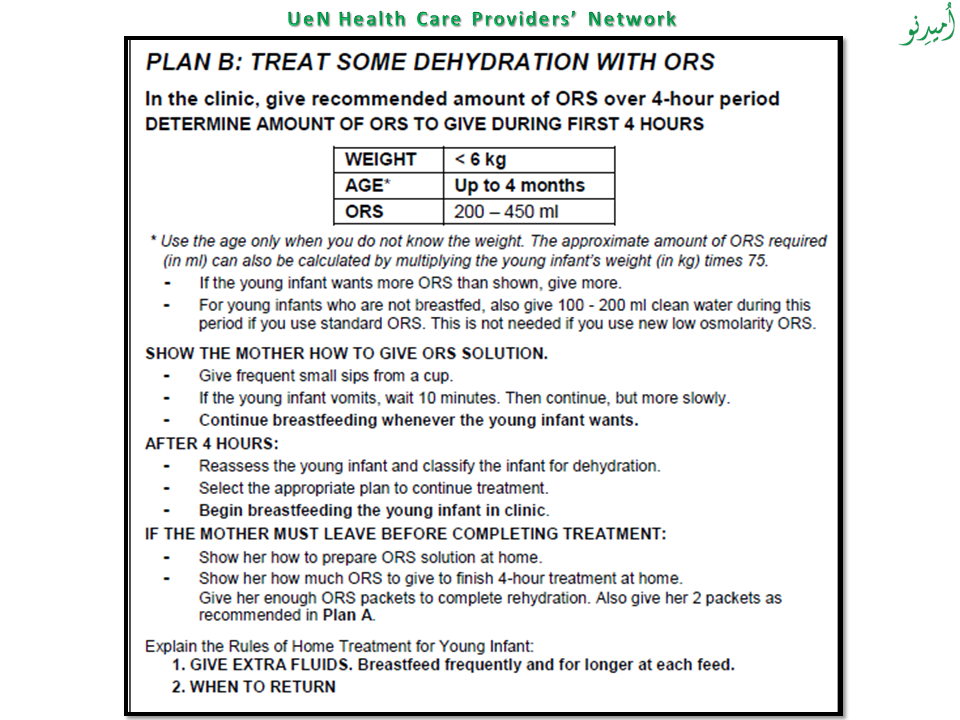 UeN Health Care Providers’ Network
اُمیدِنو
PLAN B: TREAT SOME DEHYDRATION WITH ORS
In the clinic, give recommended amount of ORS over 4-hour period
DETERMINE AMOUNT OF ORS TO GIVE DURING FIRST 4 HOURS
WEIGHT < 6 kg
AGE* Up to 4 months
ORS 200 – 450 ml
* Use the age only when you do not know the weight. The approximate amount of ORS required
(in ml) can also be calculated by multiplying the young infant’s weight (in kg) times 75.
- If the young infant wants more ORS than shown, give more.
- For young infants who are not breastfed, also give 100 - 200 ml clean water during this
period if you use standard ORS. This is not needed if you use new low osmolarity ORS.
SHOW THE MOTHER HOW TO GIVE ORS SOLUTION.
- Give frequent small sips from a cup.
- If the young infant vomits, wait 10 minutes. Then continue, but more slowly.
- Continue breastfeeding whenever the young infant wants.
AFTER 4 HOURS:
- Reassess the young infant and classify the infant for dehydration.
- Select the appropriate plan to continue treatment.
- Begin breastfeeding the young infant in clinic.
IF THE MOTHER MUST LEAVE BEFORE COMPLETING TREATMENT:
- Show her how to prepare ORS solution at home.
- Show her how much ORS to give to finish 4-hour treatment at home.
Give her enough ORS packets to complete rehydration. Also give her 2 packets as
recommended in Plan A.
Explain the Rules of Home Treatment for Young Infant:
1. GIVE EXTRA FLUIDS. Breastfeed frequently and for longer at each feed.
2. WHEN TO RETURN